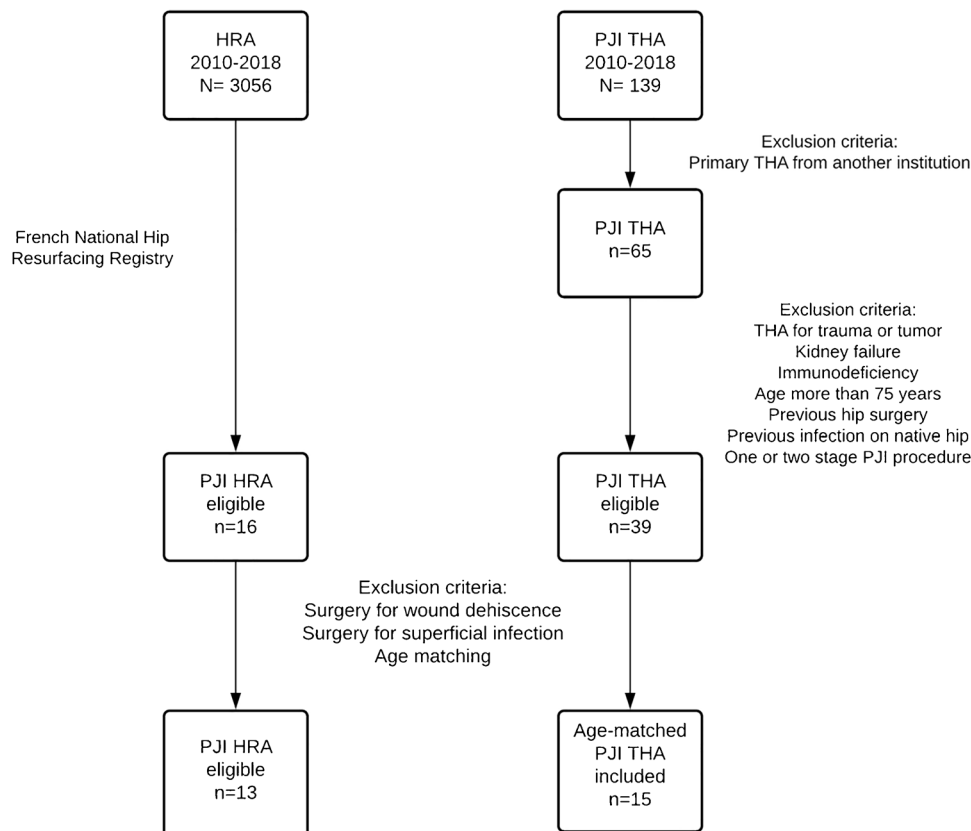 HRA
2010-2018
N= 3056
PJI THA
2010-2018
N= 139
Exclusion criteria:
Primary THA from another institution
PJI THA
n=65
French National Hip
Resurfacing Registry
Exclusion criteria:
THA for trauma or tumor
Kidney failure
Immunodeficiency
Age more than 75 years
Previous hip surgery
Previous infection on native hip
One or two stage PJI procedure
PJI HRA
eligible
n=16
PJI THA
eligible
n=39
Exclusion criteria:
Surgery for wound dehiscence
Surgery for superficial infection
Age matching
PJI HRA
eligible
n=13
Age-matched
PJI THA
included
n=15